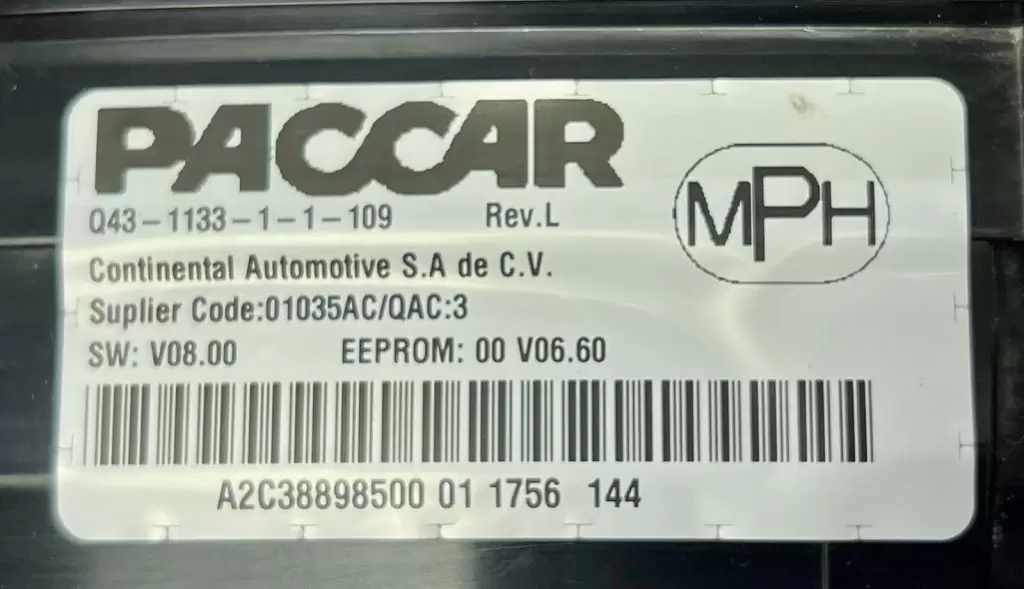 PACCAR
MPH
Q43-1133-1-1-109 Rev.L
Continental Automotive S.A de C.V.
Suplier Code:01035AC/QAC:3
SW: V08.00 EEPROM: 00 V06.60
A2C38898500 01 1756 144